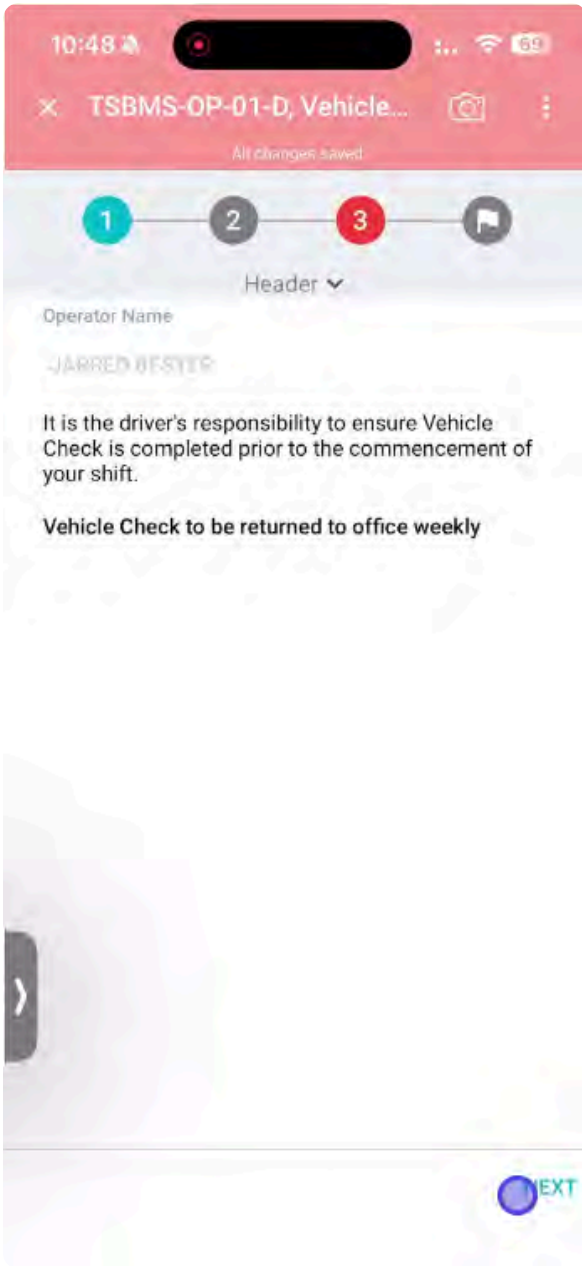 10:48
69
TSBMS-OP-01-D, Vehicle...
All changes saved
1
2
3
Header
Operator Name
JARRED BESTER
It is the driver's responsibility to ensure Vehicle
Check is completed prior to the commencement of
your shift.
Vehicle Check to be returned to office weekly
NEXT